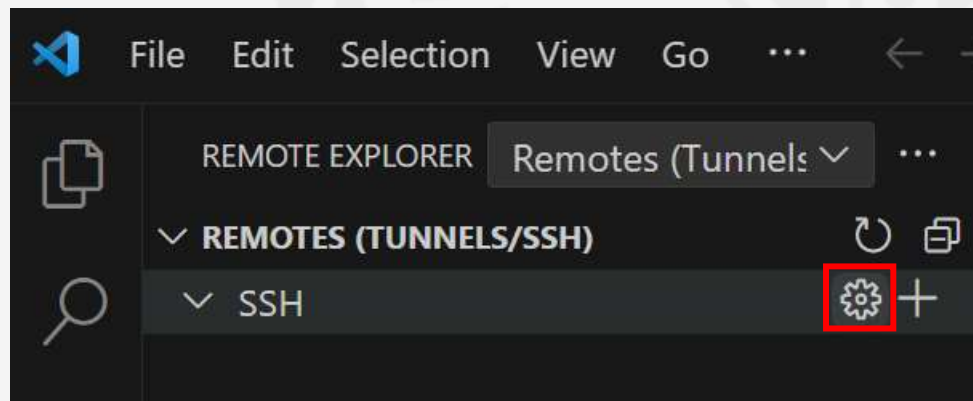 File Edit Selection View Go ···
REMOTE EXPLORER Remotes (Tunnels ···
REMOTES (TUNNELS/SSH)
SSH